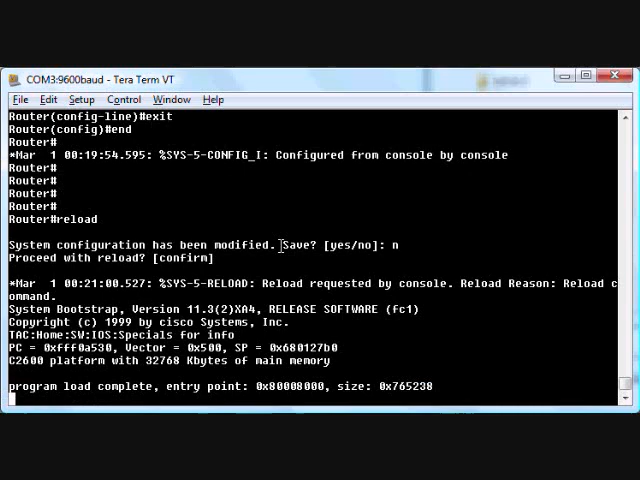 COM3:9600baud - Tera Term VT
File Edit Setup Control Window Help
Router(config-line)#exit
Router(config)#end
Router#
*Mar 1 00:19:54.595: %SYS-5-CONFIG_I: Configured from console by console
Router#
Router#
Router#
Router#
Router#reload
System configuration has been modified. Save? [yes/no]: n
Proceed with reload? [confirm]
*Mar 1 00:21:00.527: %SYS-5-RELOAD: Reload requested by console. Reload Reason: Reload c
ommand.
System Bootstrap, Version 11.3(2)XA4, RELEASE SOFTWARE (fc1)
Copyright (c) 1999 by cisco Systems, Inc.
TAC:Home:SW:IOS:Specials for info
PC = 0xfff0a530, Vector = 0x500, SP = 0x680127b0
C2600 platform with 32768 Kbytes of main memory
program load complete, entry point: 0x80008000, size: 0x765238